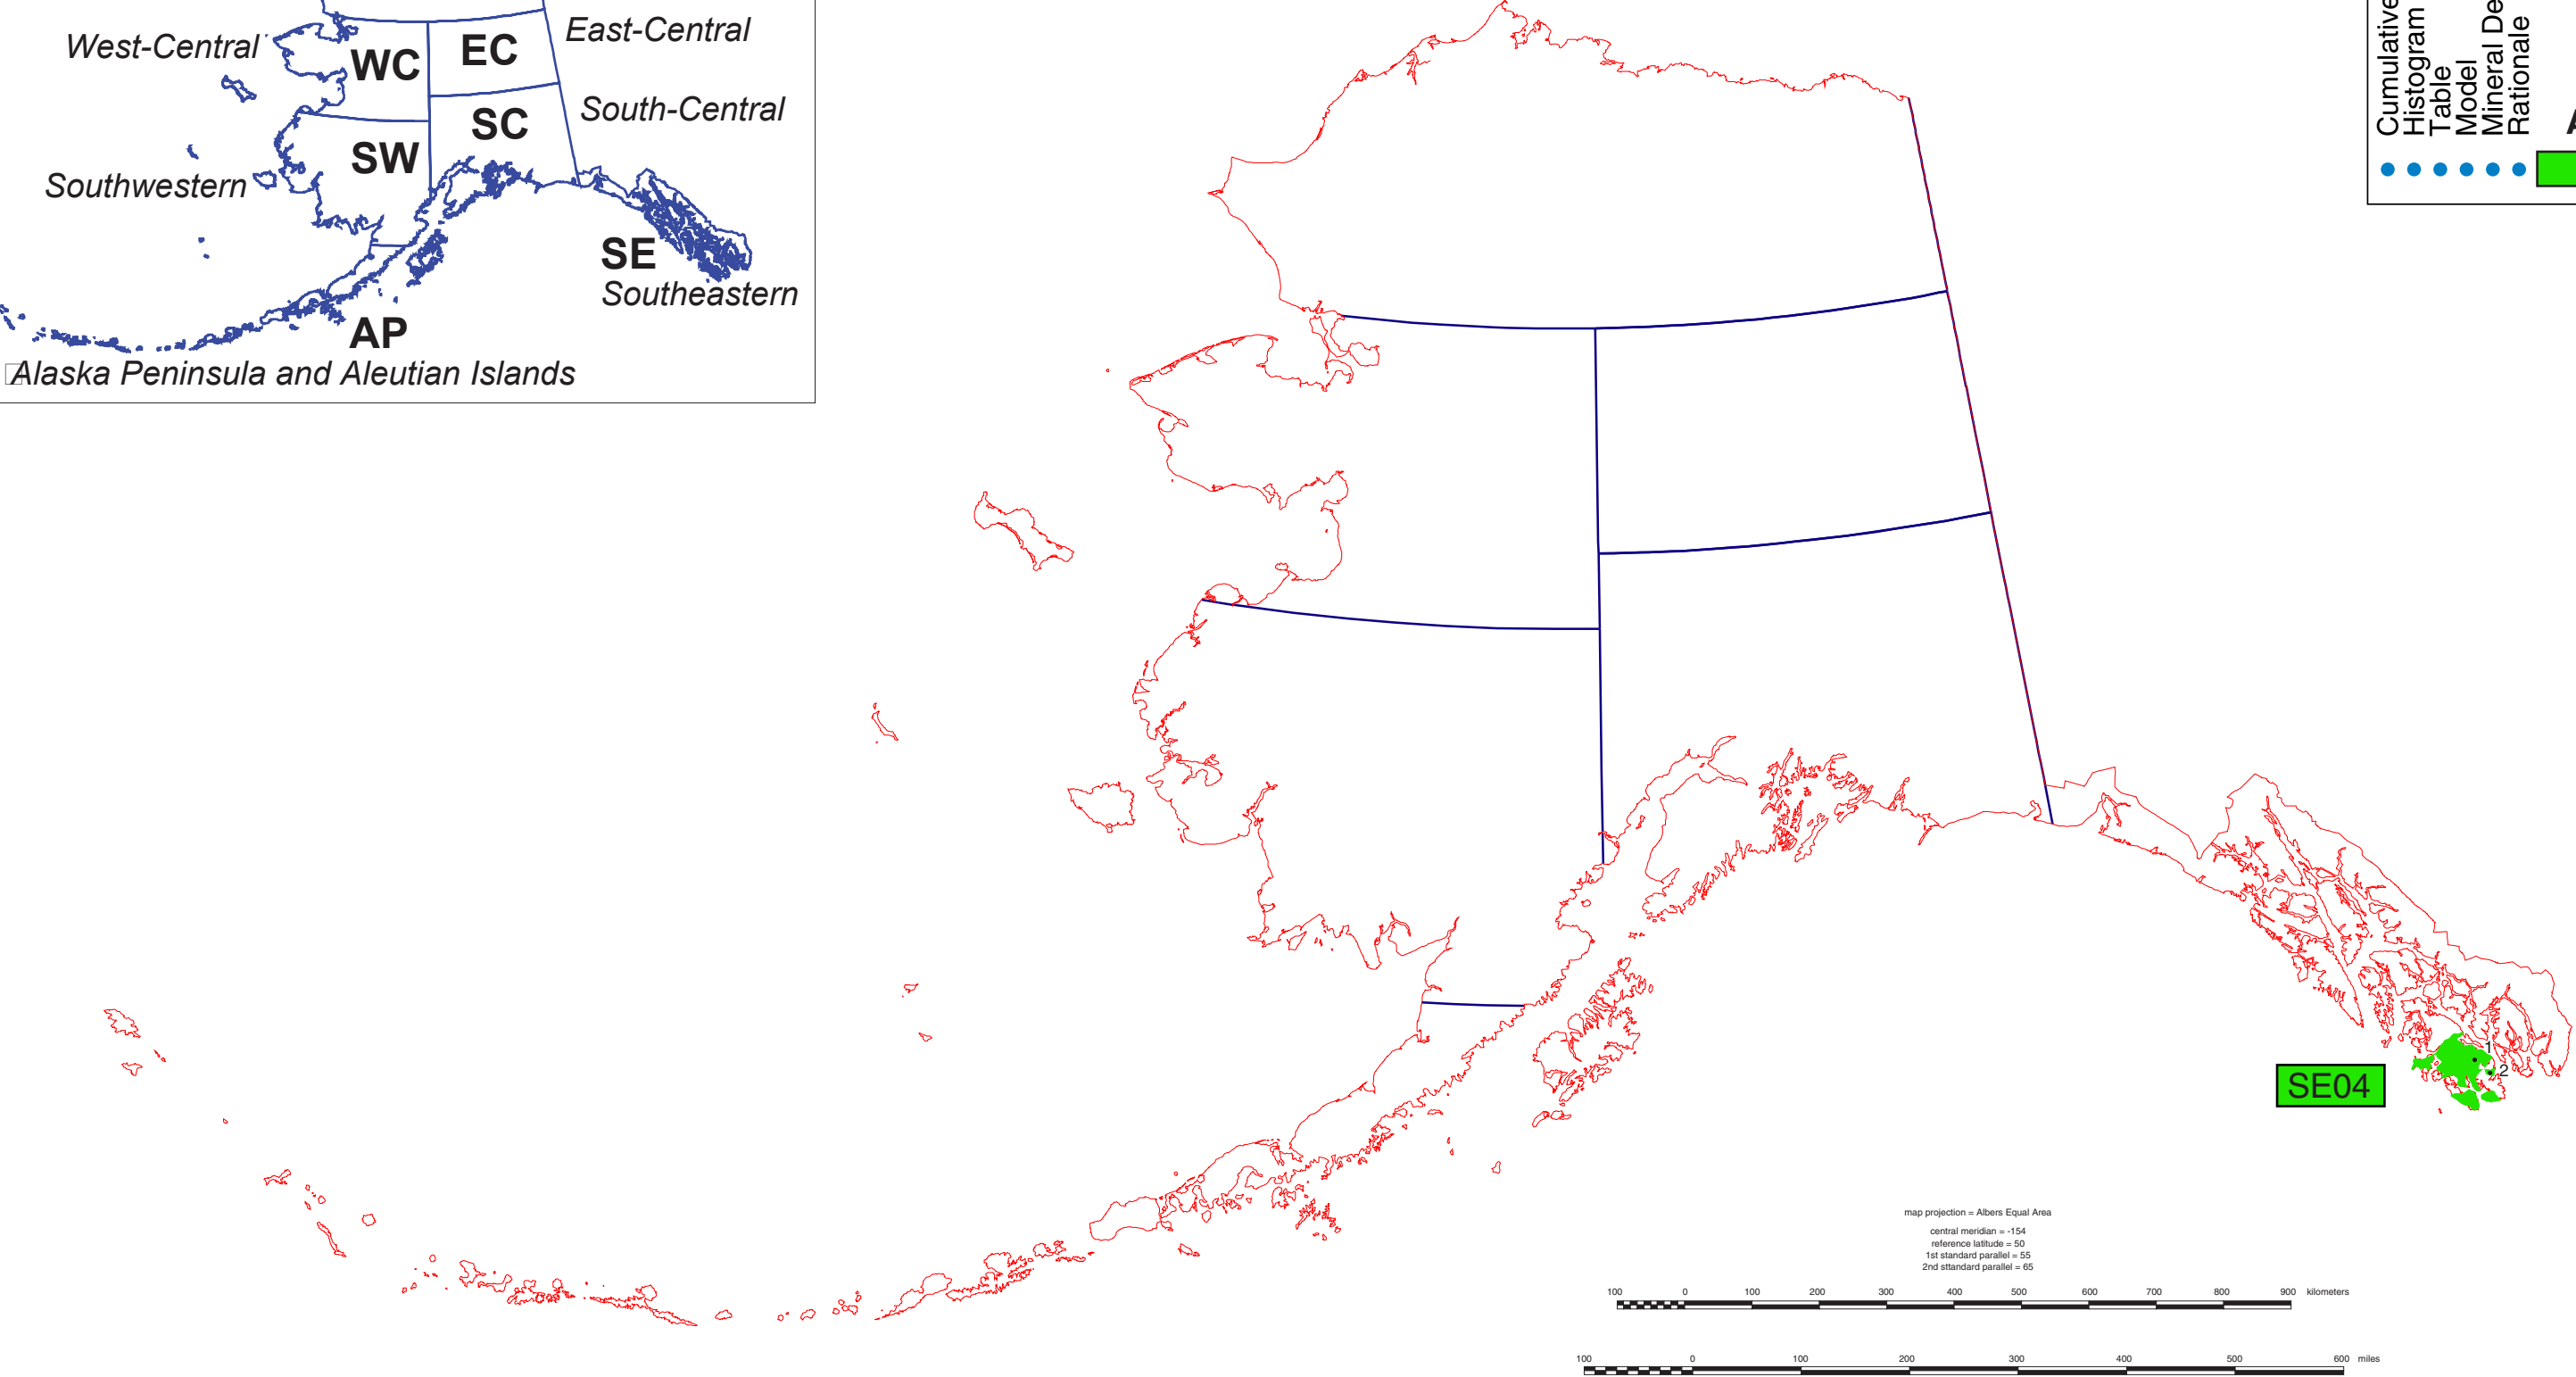 West-Central
WC
EC
East-Central
SC
South-Central
SW
Southwestern
SE
Southeastern
AP
Alaska Peninsula and Aleutian Islands
Cumulative
Histogram
Table
Model
Mineral De
Rationale
1
2
SE04
map projection = Albers Equal Area
central meridian = -154
reference latitude = 50
1st standard parallel = 55
2nd sttandard parallel = 65
100 0 100 200 300 400 500 600 700 800 900 kilometers
100 0 100 200 300 400 500 600 miles